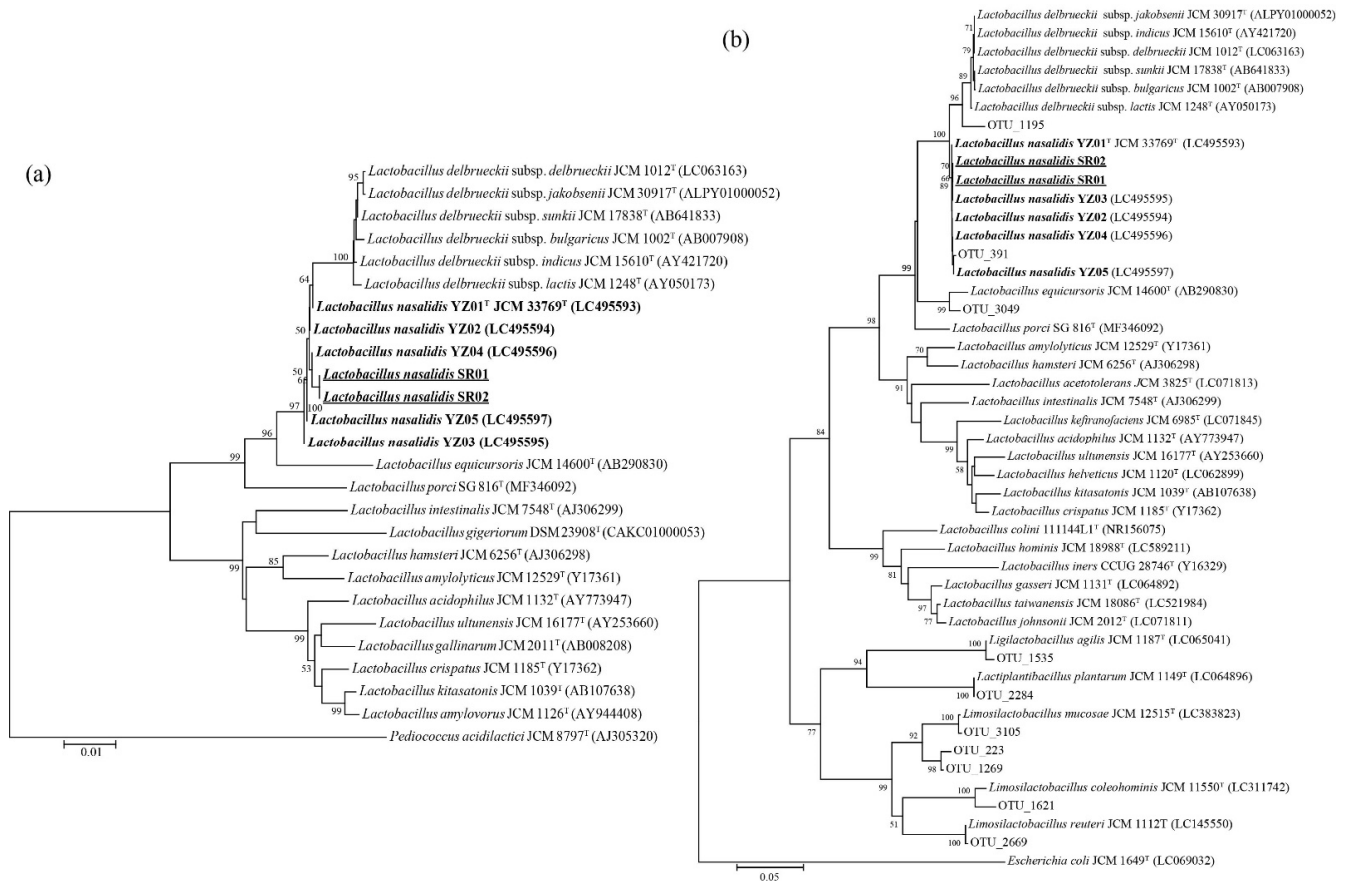 (a)
95
Lactobacillus delbrueckii subsp. delbrueckii JCM 1012ᵀ (LC063163)
Lactobacillus delbrueckii subsp. jakobsenii JCM 30917ᵀ (ALPY01000052)
Lactobacillus delbrueckii subsp. sunkii JCM 17838ᵀ (AB641833)
Lactobacillus delbrueckii subsp. bulgaricus JCM 1002ᵀ (AB007908)
100
Lactobacillus delbrueckii subsp. indicus JCM 15610ᵀ (AY421720)
Lactobacillus delbrueckii subsp. lactis JCM 1248ᵀ (AY050173)
64
Lactobacillus nasalidis YZ01ᵀ JCM 33769ᵀ (LC495593)
50
Lactobacillus nasalidis YZ02 (LC495594)
Lactobacillus nasalidis YZ04 (LC495596)
50
Lactobacillus nasalidis SR01
Lactobacillus nasalidis SR02
97
100
Lactobacillus nasalidis YZ05 (LC495597)
Lactobacillus nasalidis YZ03 (LC495595)
96
Lactobacillus equicursoris JCM 14600ᵀ (AB290830)
99
Lactobacillus porci SG 816ᵀ (MF346092)
Lactobacillus intestinalis JCM 7548ᵀ (AJ306299)
Lactobacillus gigeriorum DSM 23908ᵀ (CAKC01000053)
Lactobacillus hamsteri JCM 6256ᵀ (AJ306298)
99
85
Lactobacillus amylolyticus JCM 12529ᵀ (Y17361)
Lactobacillus acidophilus JCM 1132ᵀ (AY773947)
Lactobacillus ultunensis JCM 16177ᵀ (AY253660)
99
Lactobacillus gallinarum JCM 2011ᵀ (AB008208)
53
Lactobacillus crispatus JCM 1185ᵀ (Y17362)
Lactobacillus kitasatonis JCM 1039ᵀ (AB107638)
99
Lactobacillus amylovorus JCM 1126ᵀ (AY944408)
Pediococcus acidilactici JCM 8797ᵀ (AJ305320)
0.01
(b)
Lactobacillus delbrueckii subsp. jakobsenii JCM 30917ᵀ (ALPY01000052)
71
Lactobacillus delbrueckii subsp. indicus JCM 15610ᵀ (AY421720)
79
Lactobacillus delbrueckii subsp. delbrueckii JCM 1012ᵀ (LC063163)
Lactobacillus delbrueckii subsp. sunkii JCM 17838ᵀ (AB641833)
89
Lactobacillus delbrueckii subsp. bulgaricus JCM 1002ᵀ (AB007908)
96
Lactobacillus delbrueckii subsp. lactis JCM 1248ᵀ (AY050173)
OTU_1195
100
Lactobacillus nasalidis YZ01ᵀ JCM 33769ᵀ (LC495593)
70
Lactobacillus nasalidis SR02
66
Lactobacillus nasalidis SR01
89
Lactobacillus nasalidis YZ03 (LC495595)
Lactobacillus nasalidis YZ02 (LC495594)
Lactobacillus nasalidis YZ04 (LC495596)
OTU_391
99
Lactobacillus nasalidis YZ05 (LC495597)
Lactobacillus equicursoris JCM 14600ᵀ (AB290830)
99
OTU_3049
98
Lactobacillus porci SG 816ᵀ (MF346092)
Lactobacillus amylolyticus JCM 12529ᵀ (Y17361)
70
Lactobacillus hamsteri JCM 6256ᵀ (AJ306298)
91
Lactobacillus acetotolerans JCM 3825ᵀ (LC071813)
Lactobacillus intestinalis JCM 7548ᵀ (AJ306299)
Lactobacillus kefiranofaciens JCM 6985ᵀ (LC071845)
84
Lactobacillus acidophilus JCM 1132ᵀ (AY773947)
99
Lactobacillus ultunensis JCM 16177ᵀ (AY253660)
58
Lactobacillus helveticus JCM 1120ᵀ (LC062899)
Lactobacillus kitasatonis JCM 1039ᵀ (AB107638)
Lactobacillus crispatus JCM 1185ᵀ (Y17362)
Lactobacillus colini 111144L1ᵀ (NR156075)
99
Lactobacillus hominis JCM 18988ᵀ (LC589211)
81
Lactobacillus iners CCUG 28746ᵀ (Y16329)
Lactobacillus gasseri JCM 1131ᵀ (LC064892)
97
Lactobacillus taiwanensis JCM 18086ᵀ (LC521984)
77
Lactobacillus johnsonii JCM 2012ᵀ (LC071811)
Ligilactobacillus agilis JCM 1187ᵀ (LC065041)
100
94
OTU_1535
Lactiplantibacillus plantarum JCM 1149ᵀ (LC064896)
100
OTU_2284
Limosilactobacillus mucosae JCM 12515ᵀ (LC383823)
100
77
92
OTU_3105
OTU_223
98
OTU_1269
99
Limosilactobacillus coleohominis JCM 11550ᵀ (LC311742)
100
OTU_1621
51
Limosilactobacillus reuteri JCM 1112T (LC145550)
100
OTU_2669
Escherichia coli JCM 1649ᵀ (LC069032)
0.05